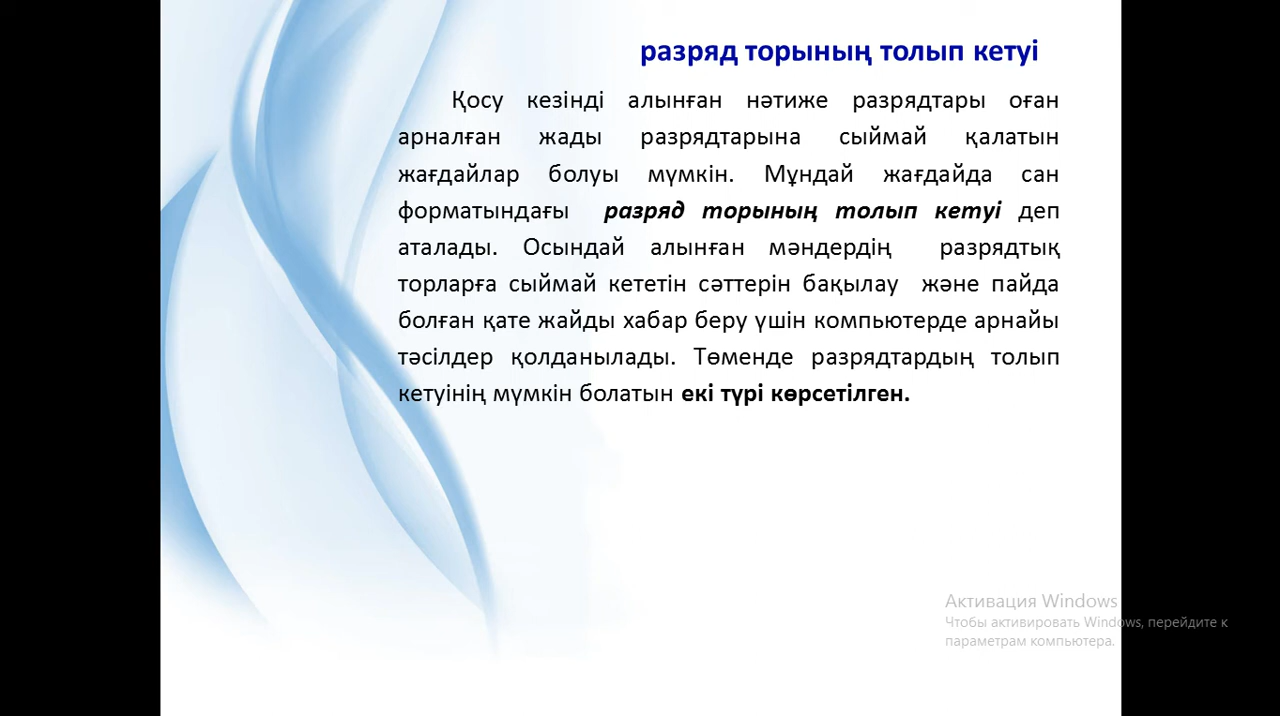 разряд торының толып кетуі
Қосу кезінді алынған нәтиже разрядтары оған
арналған жады разрядтарына сыймай қалатын
жағдайлар болуы мүмкін. Мұндай жағдайда сан
форматындағы разряд торының толып кетуі деп
аталады. Осындай алынған мәндердің разрядтық
торларға сыймай кететін сәттерін бақылау және пайда
болған қате жайды хабар беру үшін компьютерде арнайы
тәсілдер қолданылады. Төменде разрядтардың толып
кетуінің мүмкін болатын екі түрі көрсетілген.
Активация Windows
Чтобы активировать Windows, перейдите к
параметрам компьютера.